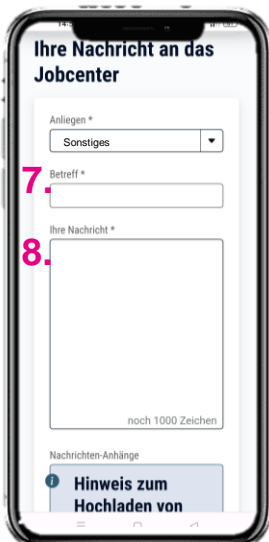 Ihre Nachricht an das
Jobcenter
Anliegen *
Sonstiges
7.
Betreff *
Ihre Nachricht *
8.
noch 1000 Zeichen
Nachrichten-Anhänge
Hinweis zum
Hochladen von